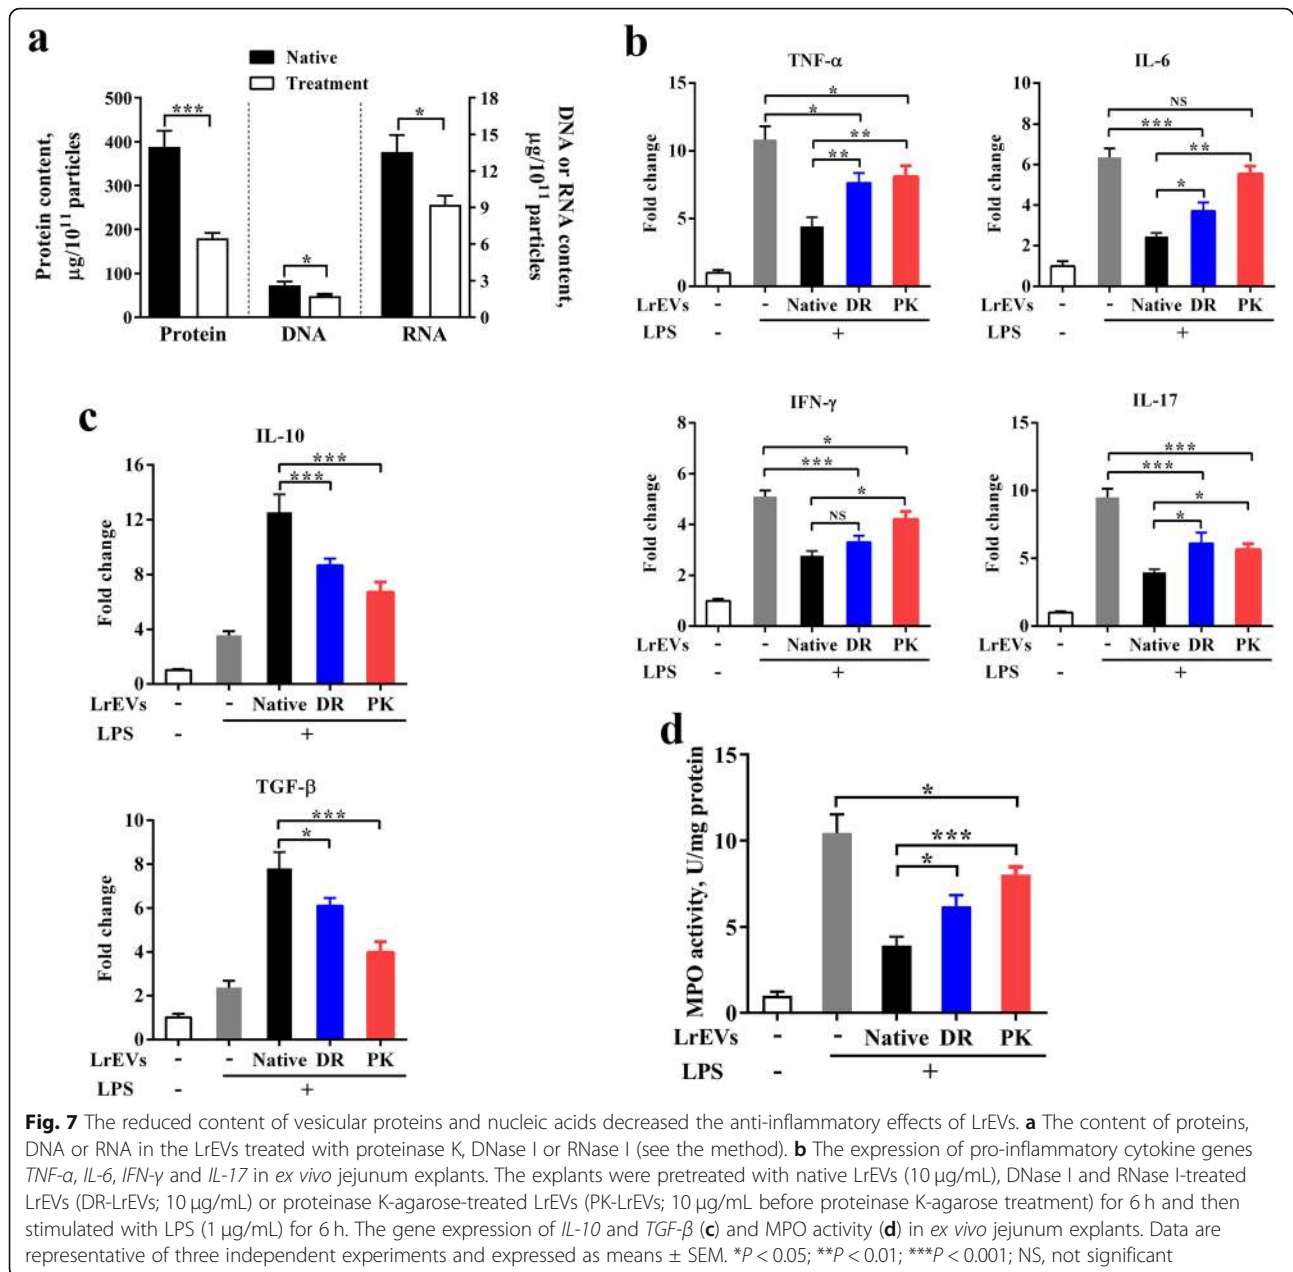 a
Native
Treatment
Protein content,
μg/10¹¹ particles
500
400
300
200
100
0
***
*
*
18
15
12
9
6
3
0
DNA or RNA content,
μg/10¹¹ particles
Protein DNA RNA
b
TNF-α
Fold change
15
10
5
0
*
*
**
**
LrEVs - - Native DR PK
LPS - +
IL-6
Fold change
10
8
6
4
2
0
NS
***
**
*
- - Native DR PK
- +
IFN-γ
Fold change
8
6
4
2
0
*
***
*
NS
LrEVs - - Native DR PK
LPS - +
IL-17
Fold change
15
10
5
0
***
***
*
*
- - Native DR PK
- +
c
IL-10
Fold change
16
12
8
4
0
***
***
LrEVs - - Native DR PK
LPS - +
TGF-β
Fold change
10
8
6
4
2
0
***
*
LrEVs - - Native DR PK
LPS - +
d
MPO activity, U/mg protein
15
10
5
0
*
***
*
LrEVs - - Native DR PK
LPS - +
Fig. 7 The reduced content of vesicular proteins and nucleic acids decreased the anti-inflammatory effects of LrEVs. a The content of proteins,
DNA or RNA in the LrEVs treated with proteinase K, DNase I or RNase I (see the method). b The expression of pro-inflammatory cytokine genes
TNF-α, IL-6, IFN-γ and IL-17 in ex vivo jejunum explants. The explants were pretreated with native LrEVs (10 μg/mL), DNase I and RNase I-treated
LrEVs (DR-LrEVs; 10 μg/mL) or proteinase K-agarose-treated LrEVs (PK-LrEVs; 10 μg/mL before proteinase K-agarose treatment) for 6 h and then
stimulated with LPS (1 μg/mL) for 6 h. The gene expression of IL-10 and TGF-β (c) and MPO activity (d) in ex vivo jejunum explants. Data are
representative of three independent experiments and expressed as means ± SEM. *P < 0.05; **P < 0.01; ***P < 0.001; NS, not significant